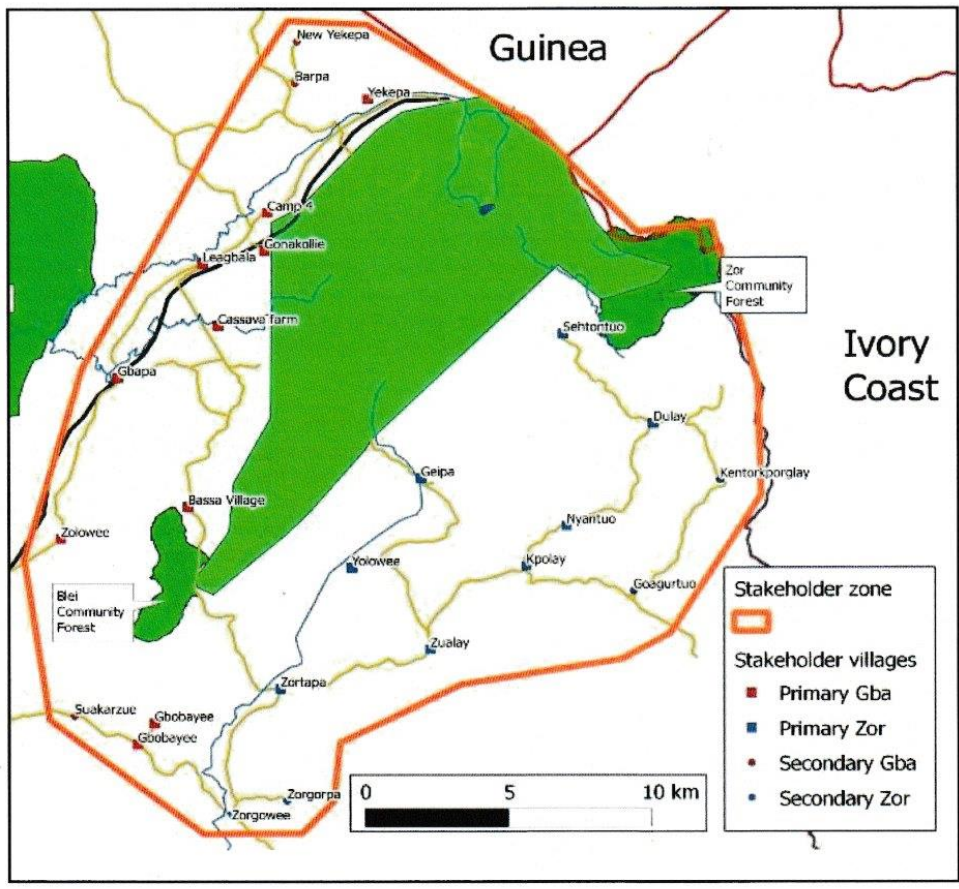 Guinea
New Yekepa
Barpa
Yekepa
Camp 4
Gonakollie
Leagbala
Zor
Community
Forest
Cassava farm
Sehtontuo
Ivory
Coast
Gbapa
Dulay
Geipa
Kentorkporglay
Bassa Village
Nyantuo
Zolowee
Yolowee
Kpolay
Goagurtuo
Blei
Community
Forest
Zualay
Zortapa
Suakarzue
Gbobayee
Gbobayee
Zorgorpa
Zorgowee
0 5 10 km
Stakeholder zone
Stakeholder villages
Primary Gba
Primary Zor
Secondary Gba
Secondary Zor